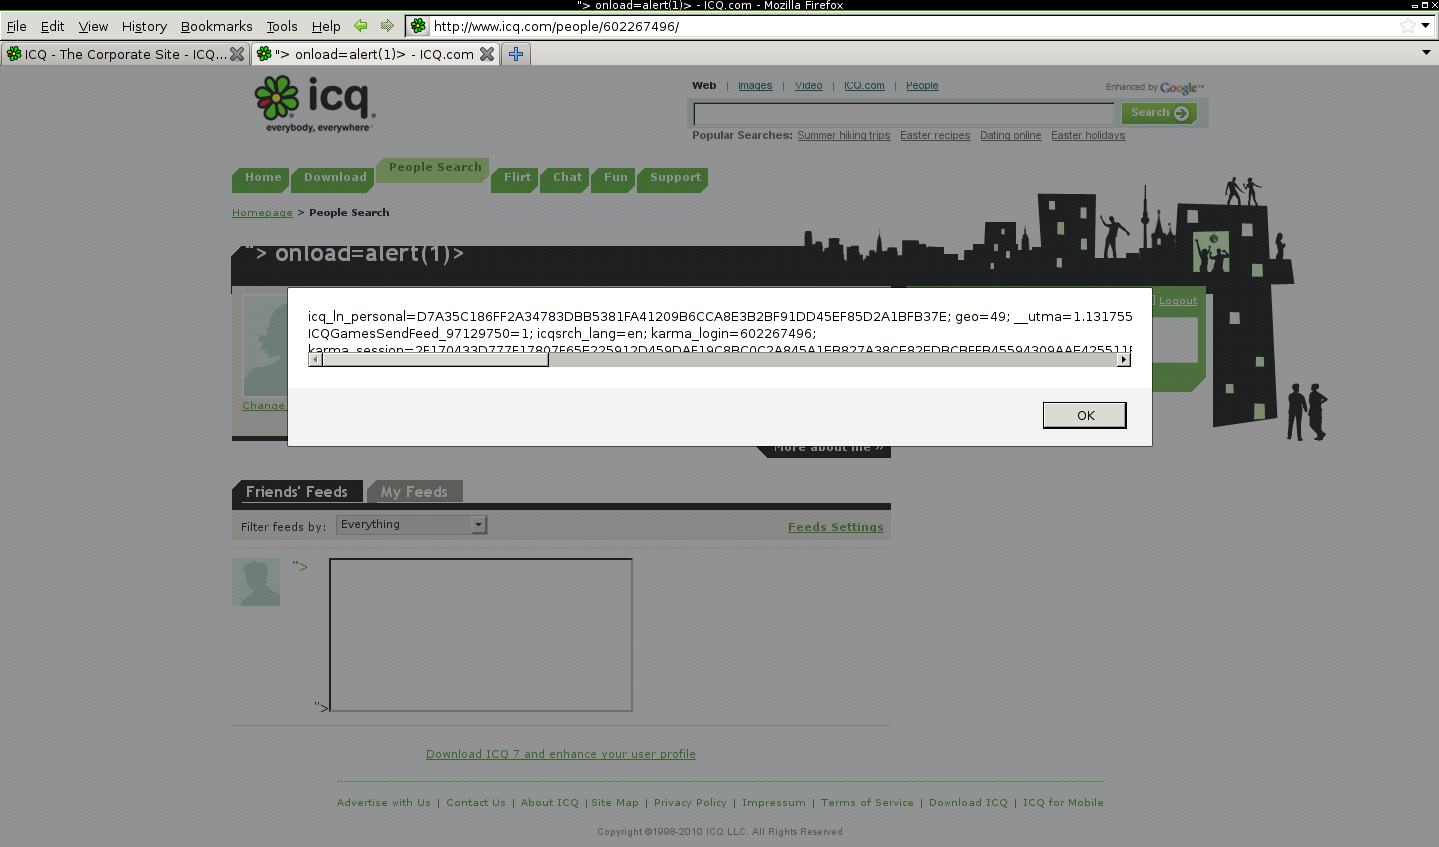 "> onload=alert(1)> - ICQ.com - Mozilla Firefox
File Edit View History Bookmarks Tools Help http://www.icq.com/people/602267496/
ICQ - The Corporate Site - ICQ... "> onload=alert(1)> - ICQ.com
icq
everybody, everywhere™
Web | Images | Video | ICQ.com | People
Enhanced by Google™
Search
Popular Searches: Summer hiking trips Easter recipes Dating online Easter holidays
Home Download People Search Flirt Chat Fun Support
Homepage > People Search
"> onload=alert(1)>
Logout
icq_ln_personal=D7A35C186FF2A34783DBB5381FA41209B6CCA8E3B2BF91DD45EF85D2A1BFB37E; geo=49; __utma=1.131755
ICQGamesSendFeed_97129750=1; icqsrch_lang=en; karma_login=602267496;
Change
OK
More about me »
Friends' Feeds My Feeds
Filter feeds by: Everything Feeds Settings
">
">
Download ICQ 7 and enhance your user profile
Advertise with Us | Contact Us | About ICQ | Site Map | Privacy Policy | Impressum | Terms of Service | Download ICQ | ICQ for Mobile
Copyright ©1998-2010 ICQ LLC. All Rights Reserved